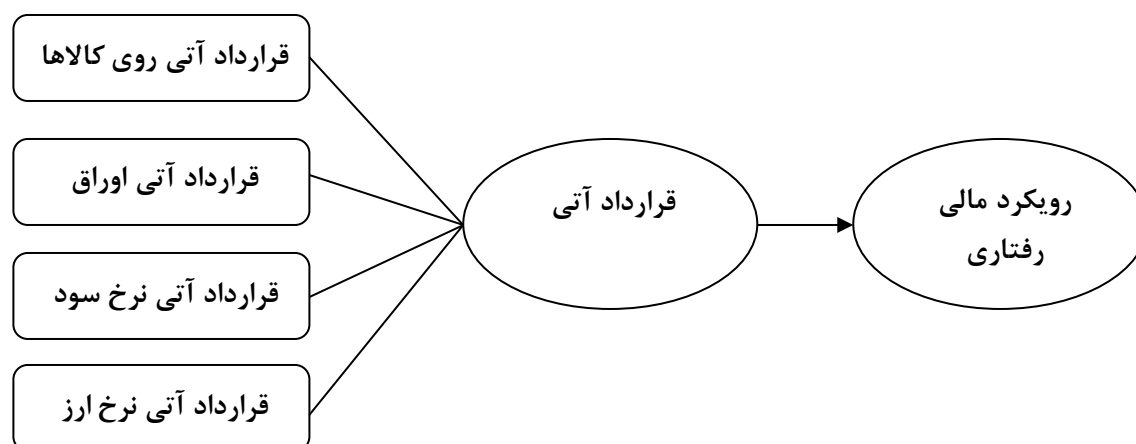 قرارداد آتی روی کالاها
قرارداد آتی اوراق
قرارداد آتی نرخ سود
قرارداد آتی نرخ ارز
قرارداد آتی
رویکرد مالی
رفتاری